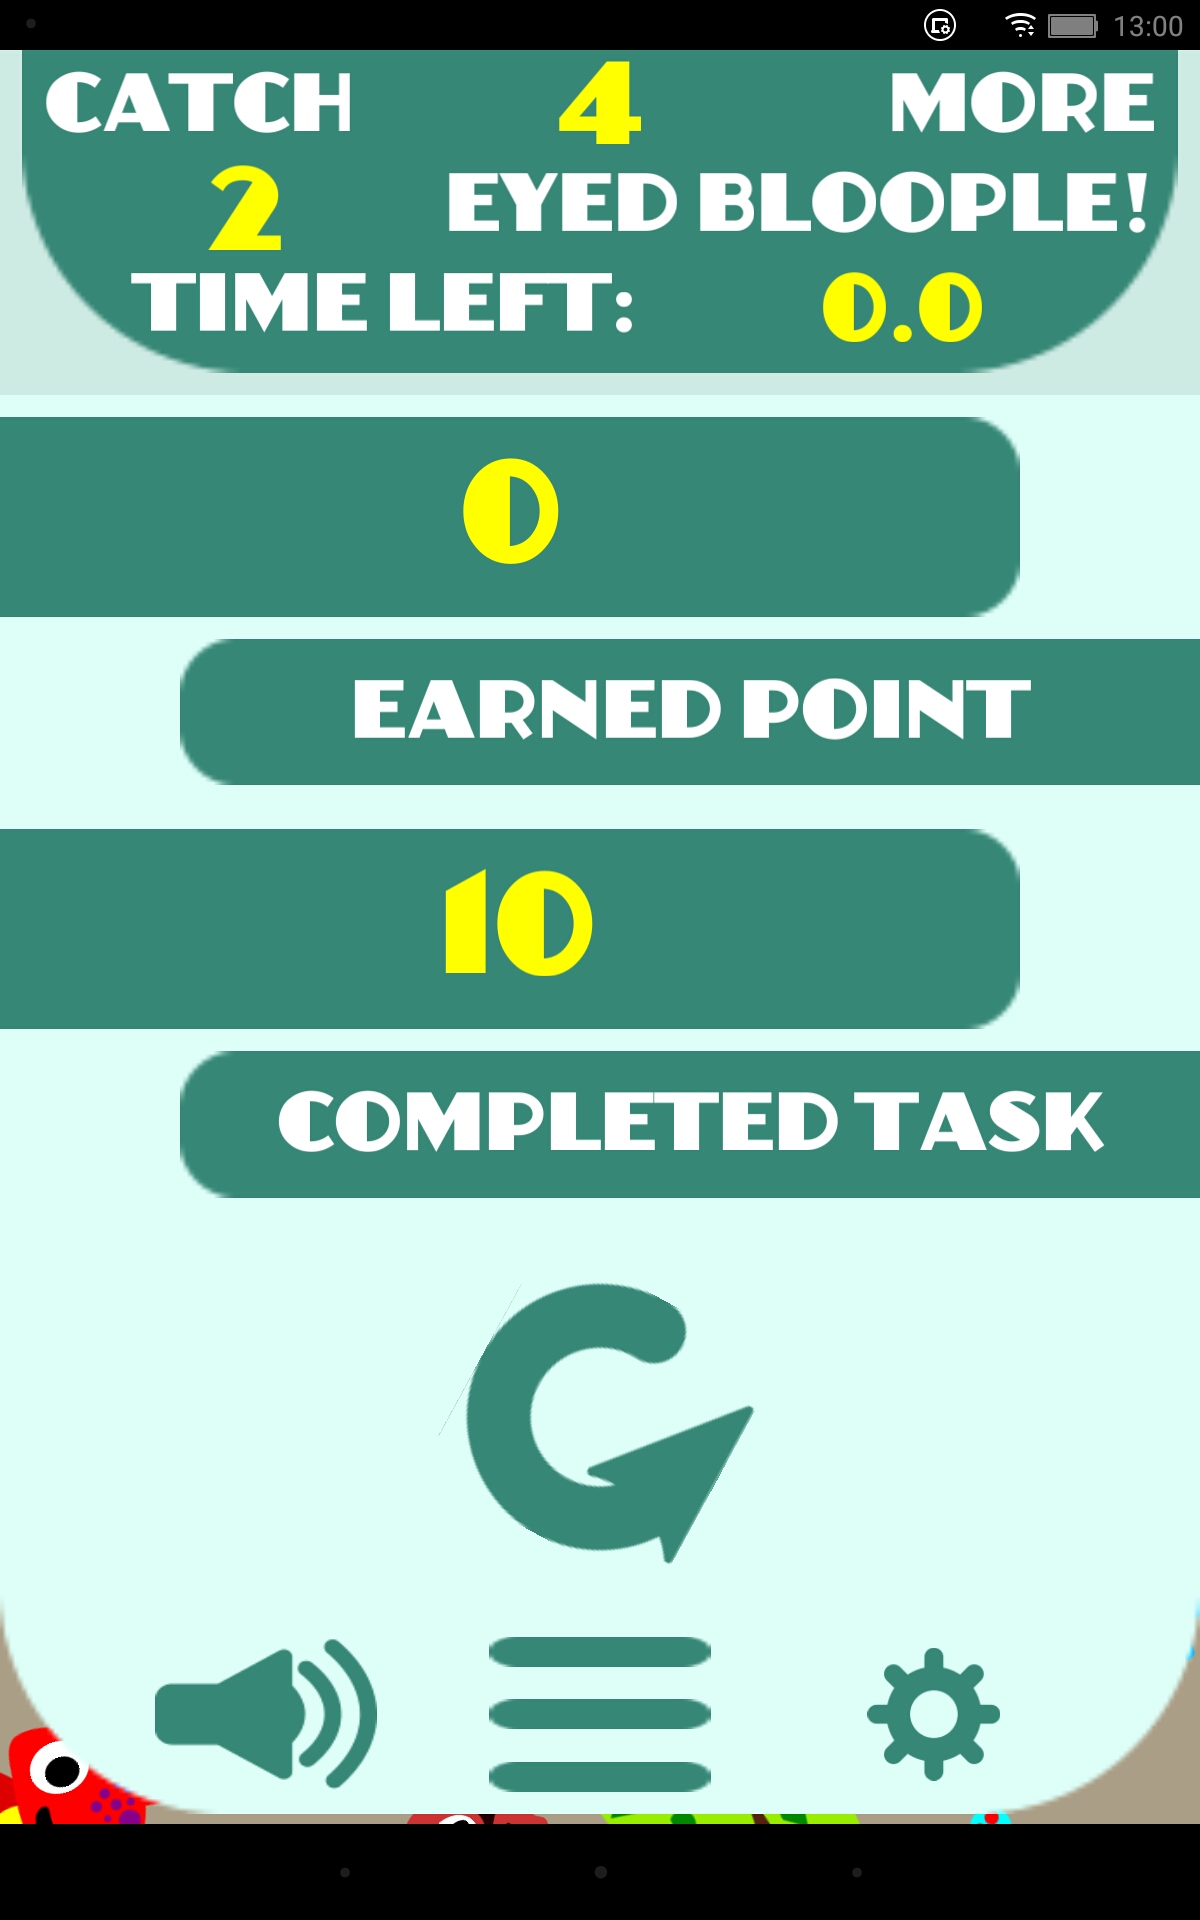 13:00
CATCH 4 MORE
2 EYED BLOOPLE!
TIME LEFT: 0.0
0
EARNED POINT
10
COMPLETED TASK